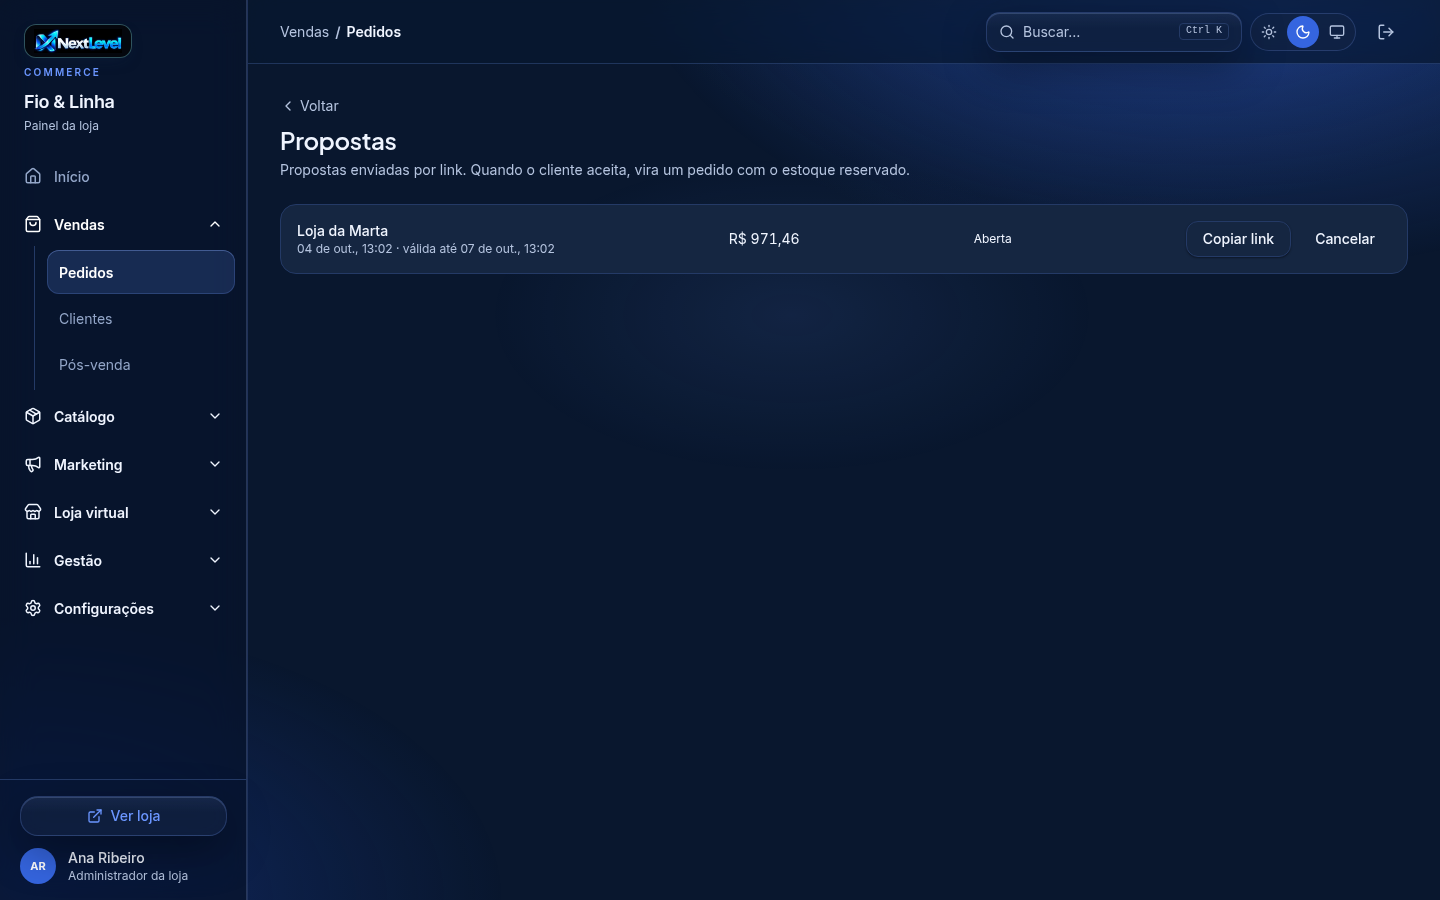 NextLevel
COMMERCE
Fio & Linha
Painel da loja
Início
Vendas
Pedidos
Clientes
Pós-venda
Catálogo
Marketing
Loja virtual
Gestão
Configurações
Ver loja
AR
Ana Ribeiro
Administrador da loja
Vendas / Pedidos
Buscar...
Ctrl K
Voltar
Propostas
Propostas enviadas por link. Quando o cliente aceita, vira um pedido com o estoque reservado.
Loja da Marta
04 de out., 13:02 · válida até 07 de out., 13:02
R$ 971,46
Aberta
Copiar link
Cancelar